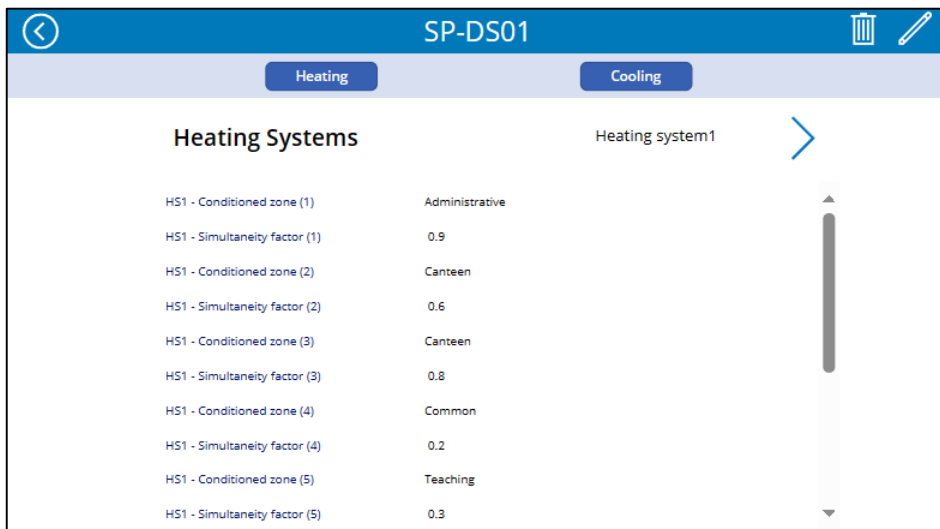 SP-DS01
Heating Cooling
Heating Systems Heating system1
HS1 - Conditioned zone (1) Administrative
HS1 - Simultaneity factor (1) 0.9
HS1 - Conditioned zone (2) Canteen
HS1 - Simultaneity factor (2) 0.6
HS1 - Conditioned zone (3) Canteen
HS1 - Simultaneity factor (3) 0.8
HS1 - Conditioned zone (4) Common
HS1 - Simultaneity factor (4) 0.2
HS1 - Conditioned zone (5) Teaching
HS1 - Simultaneity factor (5) 0.3